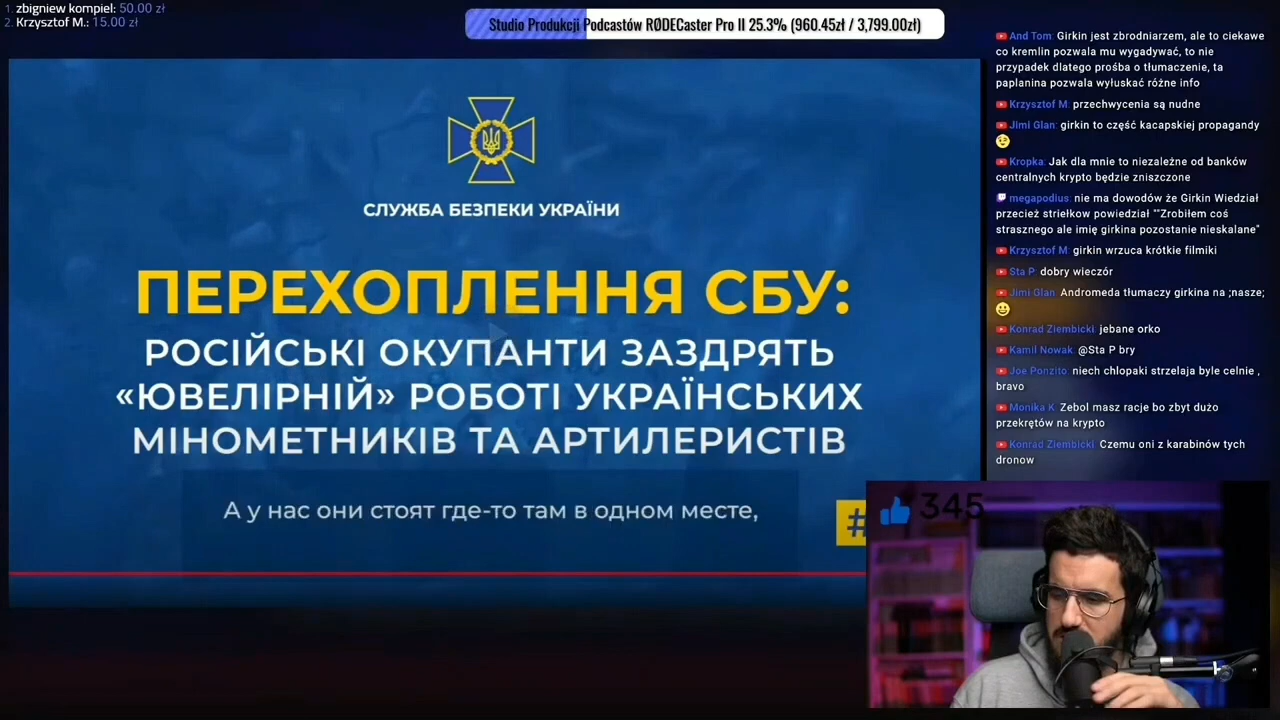 1. zbigniew kompiel: 50.00 zł
2. Krzysztof M.: 15.00 zł
Studio Produkcji Podcastów RØDECaster Pro II 25.3% (960.45zł / 3,799.00zł)
СЛУЖБА БЕЗПЕКИ УКРАЇНИ
ПЕРЕХОПЛЕННЯ СБУ:
РОСІЙСЬКІ ОКУПАНТИ ЗАЗДРЯТЬ
«ЮВЕЛІРНІЙ» РОБОТІ УКРАЇНСЬКИХ
МІНОМЕТНИКІВ ТА АРТИЛЕРИСТІВ
А у нас они стоят где-то там в одном месте,
#
And Tom: Girkin jest zbrodniarzem, ale to ciekawe
co kremlin pozwala mu wygadywać, to nie
przypadek dlatego prośba o tłumaczenie, ta
paplanina pozwala wyłuskać różne info
Krzysztof M: przechwycenia są nudne
Jimi Glan: girkin to część kacapskiej propagandy
Kropka: Jak dla mnie to niezależne od banków
centralnych krypto będzie zniszczone
megapodius: nie ma dowodów że Girkin Wiedział
przecież striełkow powiedział ""Zrobiłem coś
strasznego ale imię girkina pozostanie nieskalane"
Krzysztof M: girkin wrzuca krótkie filmiki
Sta P: dobry wieczór
Jimi Glan: Andromeda tłumaczy girkina na ;nasze;
Konrad Ziembicki: jebane orko
Kamil Nowak: @Sta P bry
Joe Ponzito: niech chlopaki strzelaja byle celnie ,
bravo
Monika K: Zebol masz racje bo zbyt dużo
przekrętów na krypto
Konrad Ziembicki: Czemu oni z karabinów tych
dronow
345